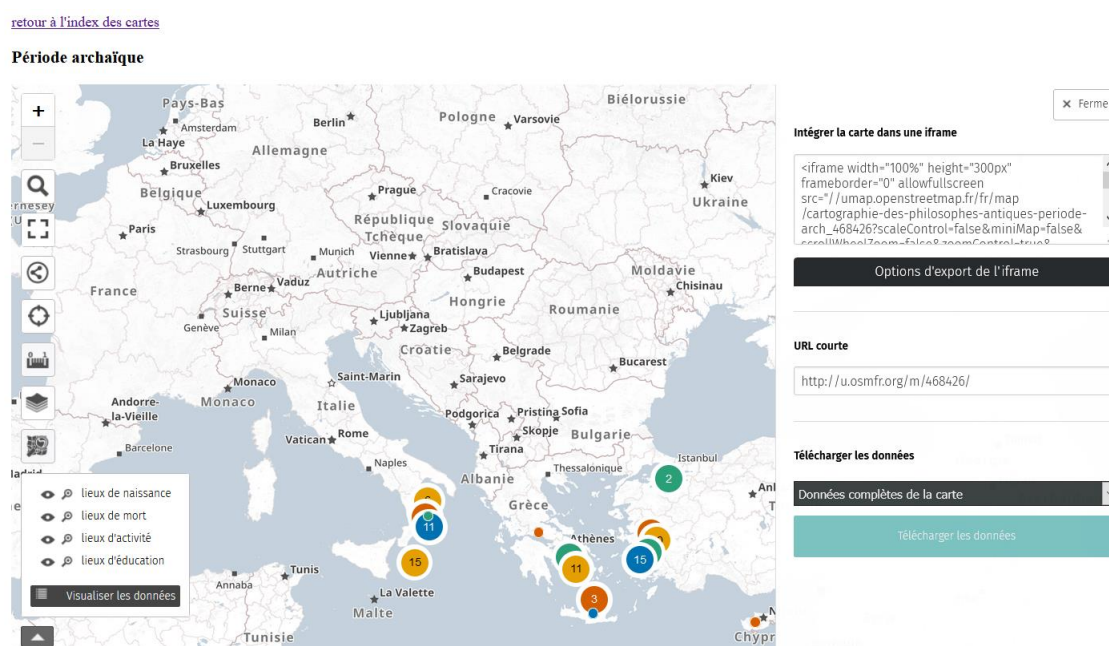 retour à l'index des cartes
Période archaïque
+
−
Pays-Bas
Amsterdam
La Haye
Berlin
Pologne
Varsovie
Biélorussie
Allemagne
Bruxelles
Belgique
Luxembourg
Prague
Cracovie
Kiev
Ukraine
Paris
République
Tchèque
Slovaquie
Strasbourg
Stuttgart
Munich
Vienne
Bratislava
Autriche
Budapest
Moldavie
Chisinau
France
Berne
Vaduz
Suisse
Hongrie
Roumanie
Genève
Milan
Ljubljana
Zagreb
Croatie
Belgrade
Bucarest
Monaco
Monaco
Saint-Marin
Sarajevo
Andorre-
la-Vieille
Italie
Podgorica
Pristina
Sofia
Skopje
Bulgarie
Barcelone
Vatican
Rome
Tirana
Istanbul
Naples
Thessalonique
Albanie
2
Grèce
Athènes
11
15
11
15
3
lieux de naissance
lieux de mort
lieux d'activité
lieux d'éducation
Visualiser les données
Annaba
Tunis
La Valette
Malte
Tunisie
Chypr
× Ferme
Intégrer la carte dans une iframe
<iframe width="100%" height="300px"
frameborder="0" allowfullscreen
src="//umap.openstreetmap.fr/fr/map
/cartographie-des-philosophes-antiques-periode-
arch_468426?scaleControl=false&miniMap=false&
scrollWheelZoom=false&zoomControl=true&
Options d'export de l'iframe
URL courte
http://u.osmfr.org/m/468426/
Télécharger les données
Données complètes de la carte
Télécharger les données